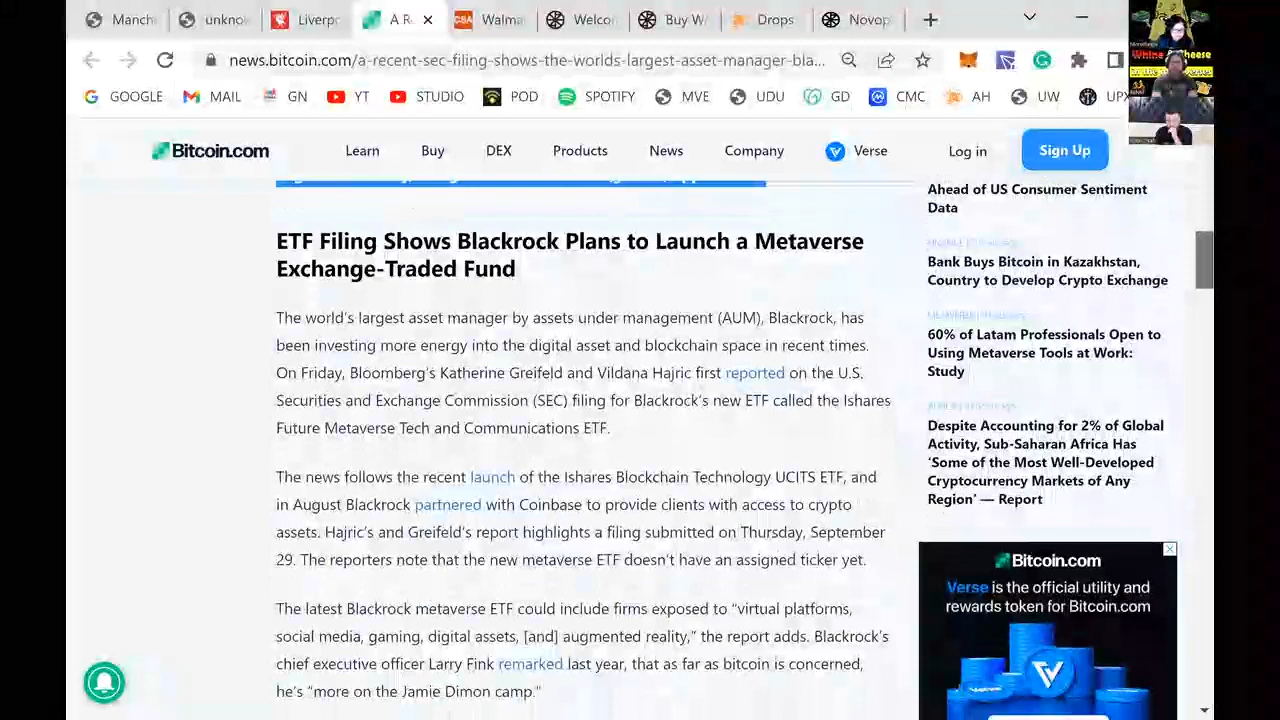 Manch
unkno
Liverp
A R
Walma
Welco
Buy W
Drops
Novop
news.bitcoin.com/a-recent-etf-filing-shows-the-worlds-largest-asset-manager-bla...
GOOGLE
MAIL
GN
YT
STUDIO
SPOTIFY
MVE
UDU
GD
CMC
AH
UW
Bitcoin.com
Learn
Buy
DEX
Products
News
Company
Verse
Log in
Sign Up
ETF Filing Shows Blackrock Plans to Launch a Metaverse
Exchange-Traded Fund
The world's largest asset manager by assets under management (AUM), Blackrock, has
been investing more energy into the digital asset and blockchain space in recent times.
On Friday, Bloomberg's Katherine Greifeld and Vildana Hajric first reported on the U.S.
Securities and Exchange Commission (SEC) filing for Blackrock's new ETF called the Ishares
Future Metaverse Tech and Communications ETF.
The news follows the recent launch of the Ishares Blockchain Technology UCITS ETF, and
in August Blackrock partnered with Coinbase to provide clients with access to crypto
assets. Hajric's and Greifeld's report highlights a filing submitted on Thursday, September
29. The reporters note that the new metaverse ETF doesn't have an assigned ticker yet.
The latest Blackrock metaverse ETF could include firms exposed to “virtual platforms,
social media, gaming, digital assets, [and] augmented reality,” the report adds. Blackrock's
chief executive officer Larry Fink remarked last year, that as far as bitcoin is concerned,
he's “more on the Jamie Dimon camp.”
Ahead of US Consumer Sentiment
Data
Bank Buys Bitcoin in Kazakhstan,
Country to Develop Crypto Exchange
60% of Latam Professionals Open to
Using Metaverse Tools at Work:
Study
Despite Accounting for 2% of Global
Activity, Sub-Saharan Africa Has
‘Some of the Most Well-Developed
Cryptocurrency Markets of Any
Region’ — Report
Bitcoin.com
Verse is the official utility and
rewards token for Bitcoin.com